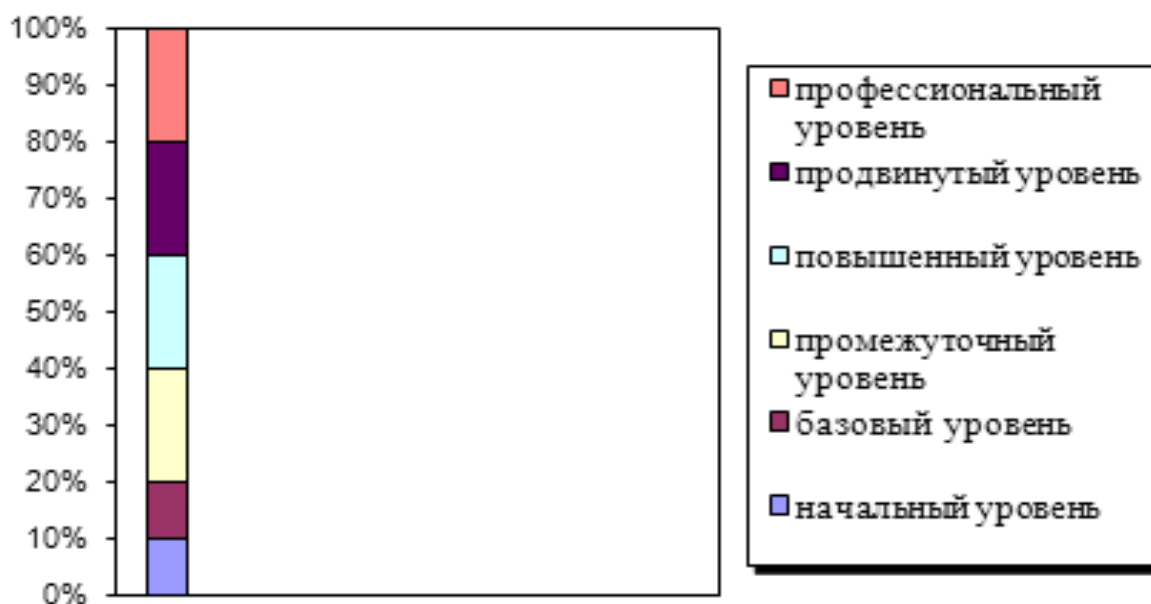 100%
90%
80%
70%
60%
50%
40%
30%
20%
10%
0%
профессиональный
уровень
продвинутый уровень
повышенный уровень
промежуточный
уровень
базовый уровень
начальный уровень